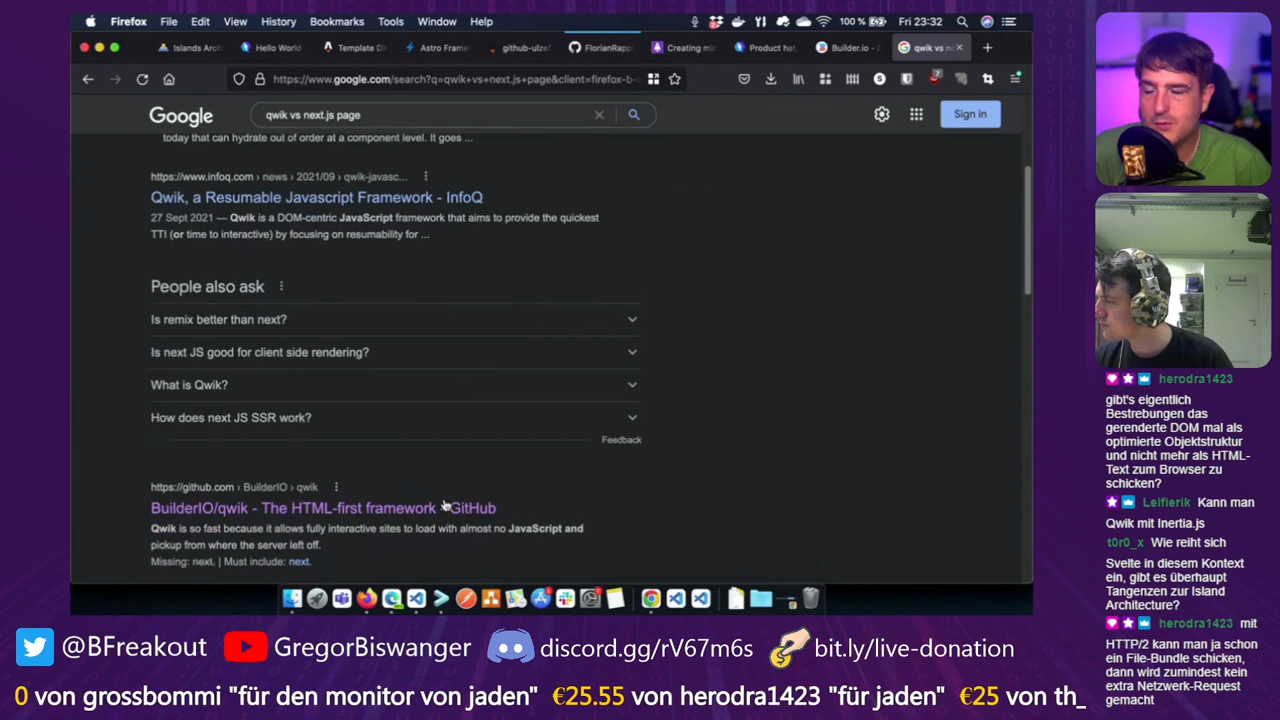 Firefox File Edit View History Bookmarks Tools Window Help
100 % Fri 23:32
Islands Arc
Hello World
Template Di
Astro Fram
github-ulze
FlorianRapp
Creating mic
Product hat
Builder.io -
qwik vs ne
https://www.google.com/search?q=qwik+vs+next.js+page&client=firefox-b-
Google
qwik vs next.js page
Sign in
today that can hydrate out of order at a component level. It goes ...
https://www.infoq.com › news › 2021/09 › qwik-javasc...
Qwik, a Resumable Javascript Framework - InfoQ
27 Sept 2021 — Qwik is a DOM-centric JavaScript framework that aims to provide the quickest
TTI (or time to interactive) by focusing on resumability for ...
People also ask
Is remix better than next?
Is next JS good for client side rendering?
What is Qwik?
How does next JS SSR work?
Feedback
https://github.com › BuilderIO › qwik
BuilderIO/qwik - The HTML-first framework - GitHub
Qwik is so fast because it allows fully interactive sites to load with almost no JavaScript and
pickup from where the server left off.
Missing: next. | Must include: next.
herodra1423
gibt's eigentlich
Bestrebungen das
gerenderte DOM mal als
optimierte Objektstruktur
und nicht mehr als HTML-
Text zum Browser zu
schicken?
Leifierik Kann man
Qwik mit Inertia.js
t0r0_x Wie reiht sich
Svelte in diesem Kontext
ein, gibt es überhaupt
Tangenzen zur Island
Architecture?
herodra1423 mit
HTTP/2 kann man ja schon
ein File-Bundle schicken,
dann wird zumindest kein
extra Netzwerk-Request
gemacht
@BFreakout
GregorBiswanger
discord.gg/rV67m6s
bit.ly/live-donation
0 von grossbommi "für den monitor von jaden" €25.55 von herodra1423 "für jaden" €25 von th_